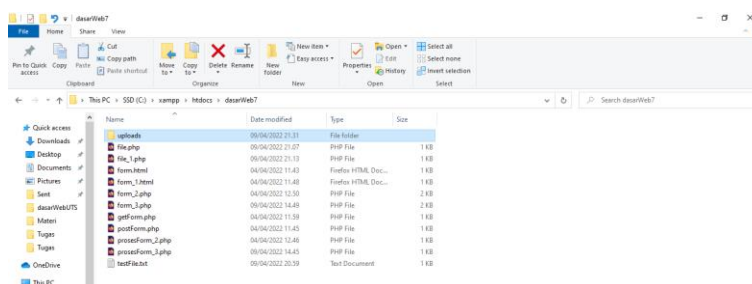 dasarWeb7
File Home Share View
Pin to Quick access
Copy
Paste
Cut
Copy path
Paste shortcut
Move to
Copy to
Delete
Rename
New folder
New item
Easy access
Properties
Open
Edit
History
Select all
Select none
Invert selection
Clipboard Organize New Open Select
This PC > SSD (C:) > xampp > htdocs > dasarWeb7
Search dasarWeb7
Name Date modified Type Size
Quick access
Downloads
Desktop
Documents
Pictures
Sent
dasarWebUTS
Materi
Tugas
Tugas
OneDrive
This PC
uploads 09/04/2022 21.31 File folder
file.php 09/04/2022 21.07 PHP File 1 KB
file_1.php 09/04/2022 21.13 PHP File 1 KB
form.html 04/04/2022 11.43 Firefox HTML Doc... 1 KB
form_1.html 04/04/2022 11.48 Firefox HTML Doc... 1 KB
form_2.php 04/04/2022 12.50 PHP File 2 KB
form_3.php 09/04/2022 14.49 PHP File 2 KB
getForm.php 04/04/2022 11.59 PHP File 1 KB
postForm.php 04/04/2022 11.45 PHP File 1 KB
prosesForm_2.php 04/04/2022 12.46 PHP File 1 KB
prosesForm_3.php 09/04/2022 14.45 PHP File 1 KB
testFile.txt 09/04/2022 20.59 Text Document 1 KB